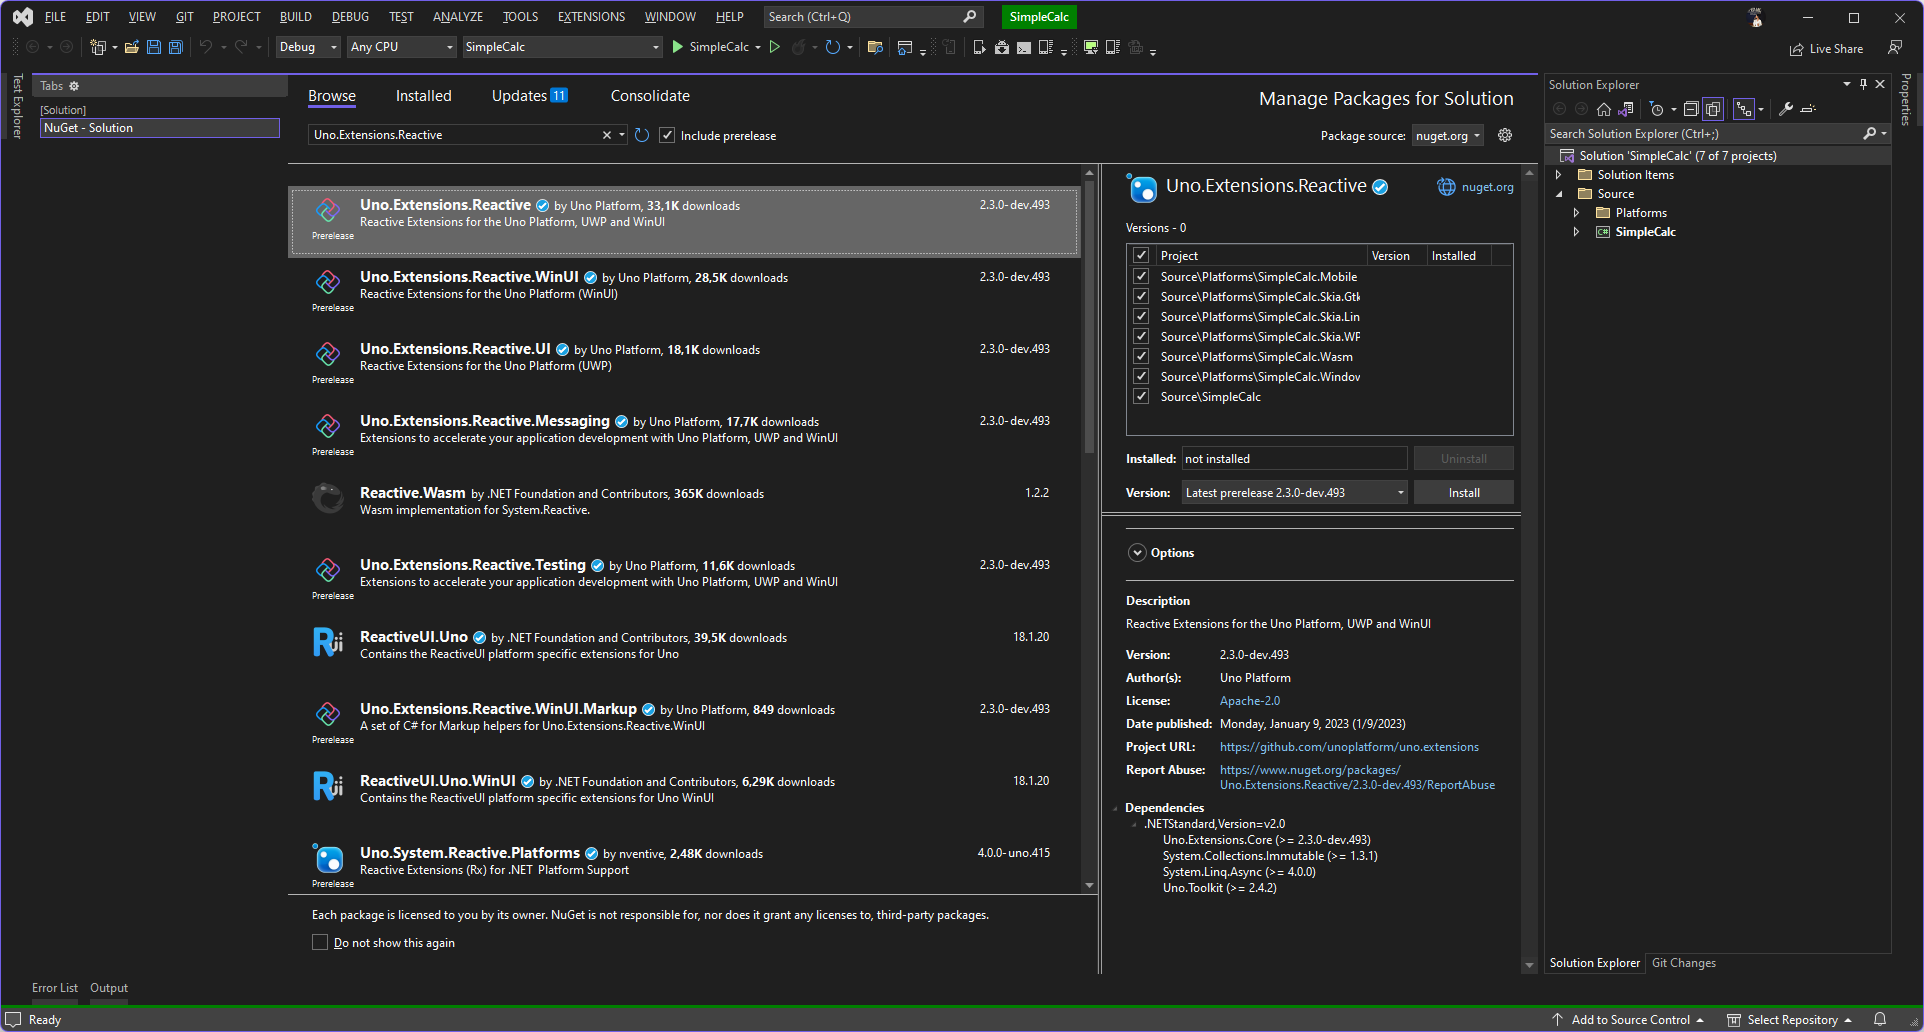 FILE EDIT VIEW GIT PROJECT BUILD DEBUG TEST ANALYZE TOOLS EXTENSIONS WINDOW HELP Search (Ctrl+Q) SimpleCalc
Debug Any CPU SimpleCalc SimpleCalc Live Share
Test Explorer
Tabs
[Solution]
NuGet - Solution
Browse Installed Updates 11 Consolidate
Manage Packages for Solution
Uno.Extensions.Reactive Include prerelease
Package source: nuget.org
Uno.Extensions.Reactive by Uno Platform, 33,1K downloads 2.3.0-dev.493
Reactive Extensions for the Uno Platform, UWP and WinUI
Prerelease
Uno.Extensions.Reactive.WinUI by Uno Platform, 28,5K downloads 2.3.0-dev.493
Reactive Extensions for the Uno Platform (WinUI)
Prerelease
Uno.Extensions.Reactive.UI by Uno Platform, 18,1K downloads 2.3.0-dev.493
Reactive Extensions for the Uno Platform (UWP)
Prerelease
Uno.Extensions.Reactive.Messaging by Uno Platform, 17,7K downloads 2.3.0-dev.493
Extensions to accelerate your application development with Uno Platform, UWP and WinUI
Prerelease
Reactive.Wasm by .NET Foundation and Contributors, 365K downloads 1.2.2
Wasm implementation for System.Reactive.
Uno.Extensions.Reactive.Testing by Uno Platform, 11,6K downloads 2.3.0-dev.493
Extensions to accelerate your application development with Uno Platform, UWP and WinUI
Prerelease
ReactiveUI.Uno by .NET Foundation and Contributors, 39,5K downloads 18.1.20
Contains the ReactiveUI platform specific extensions for Uno
Uno.Extensions.Reactive.WinUI.Markup by Uno Platform, 849 downloads 2.3.0-dev.493
A set of C# for Markup helpers for Uno.Extensions.Reactive.WinUI
Prerelease
ReactiveUI.Uno.WinUI by .NET Foundation and Contributors, 6,29K downloads 18.1.20
Contains the ReactiveUI platform specific extensions for Uno WinUI
Uno.System.Reactive.Platforms by nventive, 2,48K downloads 4.0.0-uno.415
Reactive Extensions (Rx) for .NET Platform Support
Prerelease
Each package is licensed to you by its owner. NuGet is not responsible for, nor does it grant any licenses to, third-party packages.
Do not show this again
Uno.Extensions.Reactive nuget.org
Versions - 0
Project Version Installed
Source\Platforms\SimpleCalc.Mobile
Source\Platforms\SimpleCalc.Skia.Gtk
Source\Platforms\SimpleCalc.Skia.Lin
Source\Platforms\SimpleCalc.Skia.WP
Source\Platforms\SimpleCalc.Wasm
Source\Platforms\SimpleCalc.Window
Source\SimpleCalc
Installed: not installed Uninstall
Version: Latest prerelease 2.3.0-dev.493 Install
Options
Description
Reactive Extensions for the Uno Platform, UWP and WinUI
Version: 2.3.0-dev.493
Author(s): Uno Platform
License: Apache-2.0
Date published: Monday, January 9, 2023 (1/9/2023)
Project URL: https://github.com/unoplatform/uno.extensions
Report Abuse: https://www.nuget.org/packages/
Uno.Extensions.Reactive/2.3.0-dev.493/ReportAbuse
Dependencies
.NETStandard,Version=v2.0
Uno.Extensions.Core (>= 2.3.0-dev.493)
System.Collections.Immutable (>= 1.3.1)
System.Linq.Async (>= 4.0.0)
Uno.Toolkit (>= 2.4.2)
Solution Explorer
Search Solution Explorer (Ctrl+;)
Solution 'SimpleCalc' (7 of 7 projects)
Solution Items
Source
Platforms
C# SimpleCalc
Solution Explorer Git Changes
Properties
Error List Output
Ready Add to Source Control Select Repository